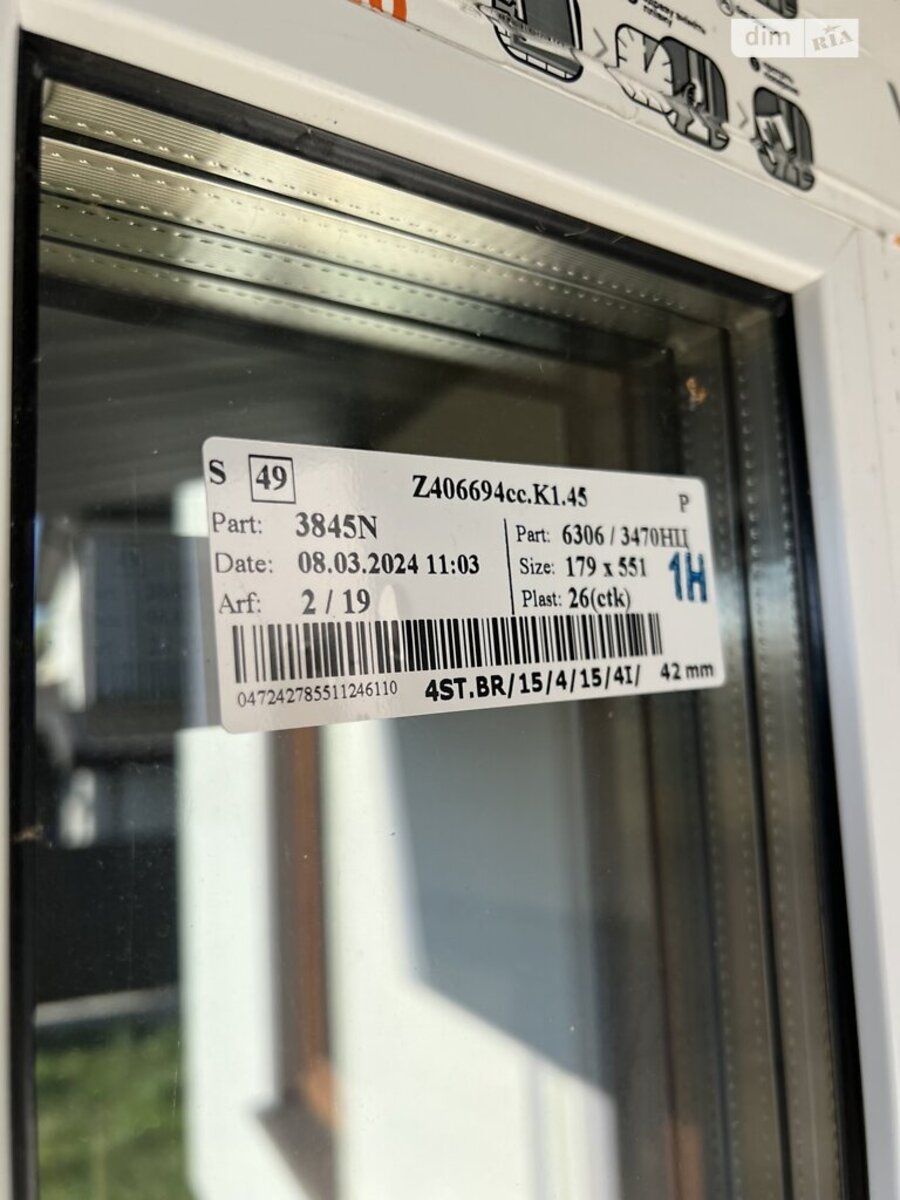 dim RIA
S 49 Z406694cc.K1.45 P
Part: 3845N
Date: 08.03.2024 11:03
Arf: 2 / 19
Part: 6306 / 3470НЦ
Size: 179 x 551
Plast: 26(ctk)
1H
047242785511246110 4ST.BR/15/4/15/4I/ 42 mm